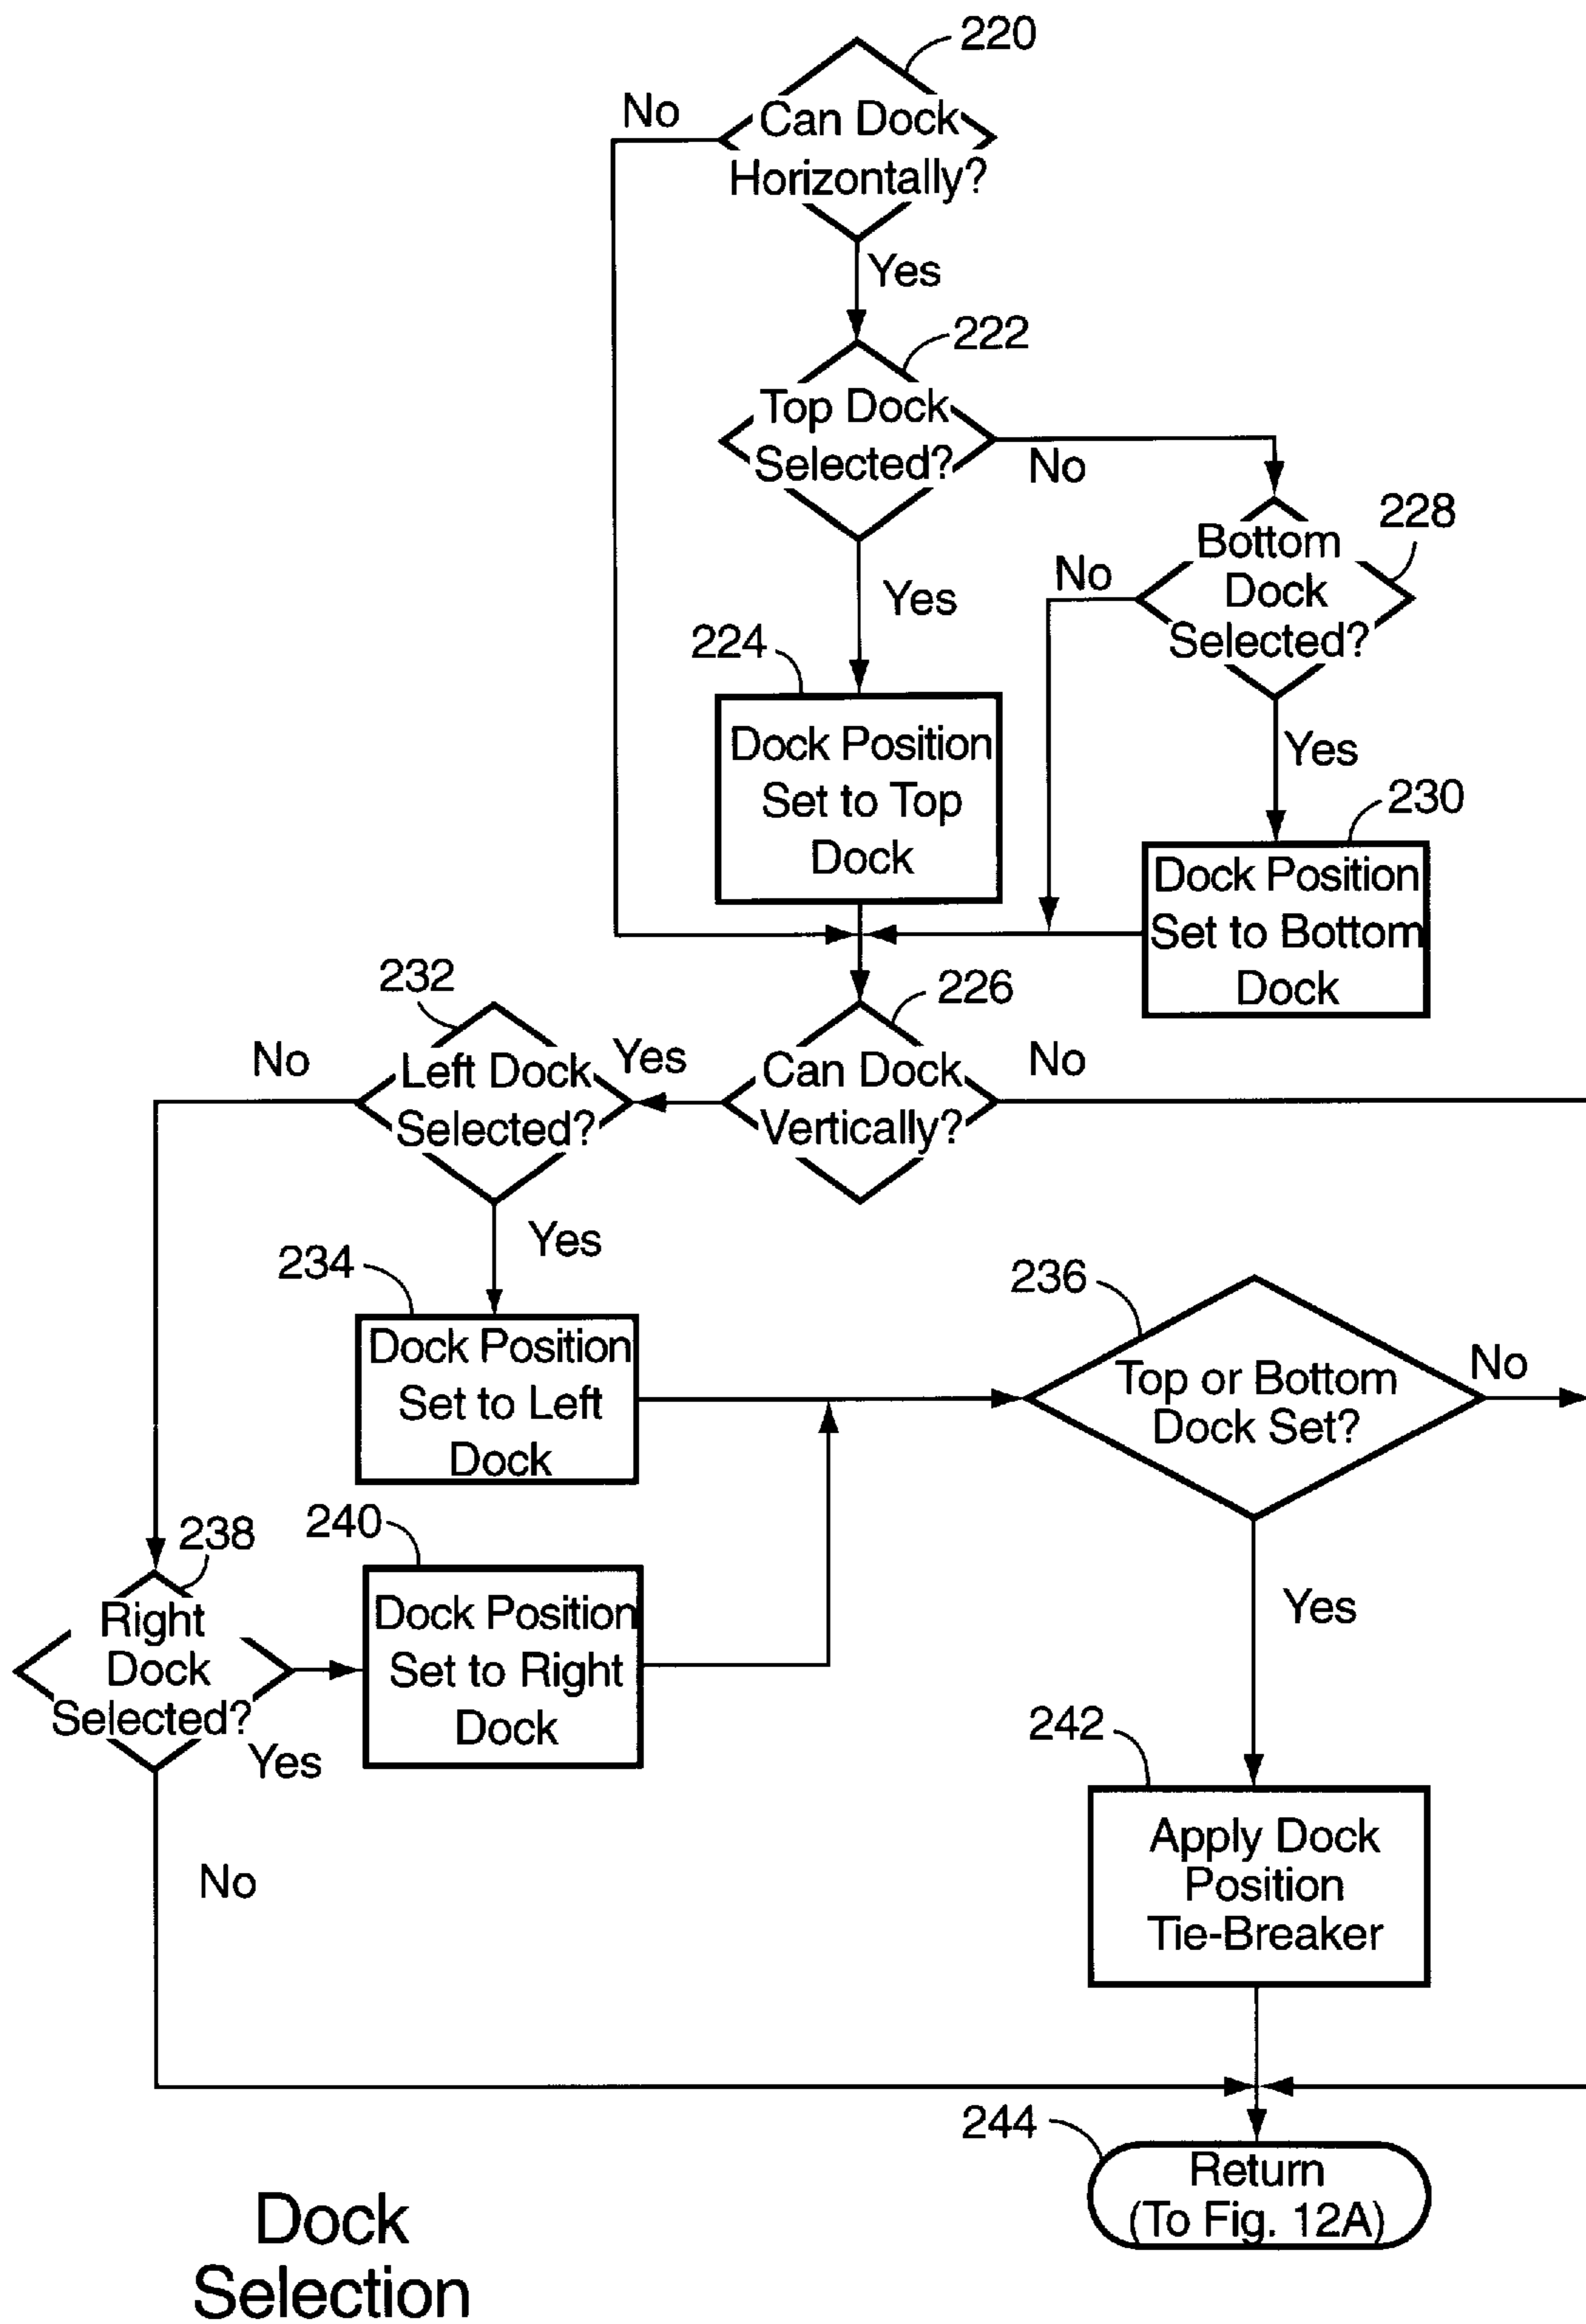 220
No
Can Dock
Horizontally?
Yes
222
Top Dock
Selected?
No
228
Bottom
Dock
Selected?
No
Yes
224
Yes
230
Dock Position
Set to Top
Dock
Dock Position
Set to Bottom
Dock
232
226
No
Left Dock
Selected?
Yes
Can Dock
Vertically?
No
Yes
234
236
Dock Position
Set to Left
Dock
Top or Bottom
Dock Set?
No
238
240
Right
Dock
Selected?
Yes
Dock Position
Set to Right
Dock
Yes
242
No
Apply Dock
Position
Tie-Breaker
244
Return
(To Fig. 12A)
Dock
Selection